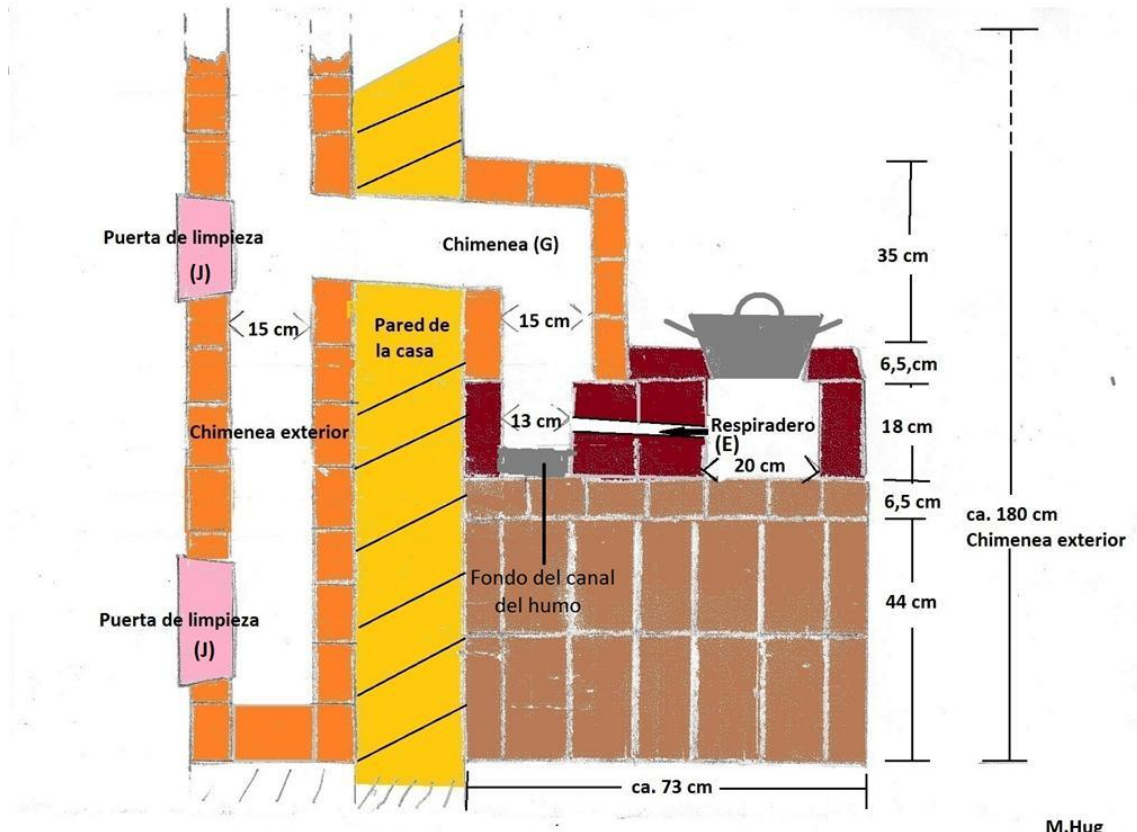 Puerta de limpieza
(J)
Chimenea (G)
35 cm
15 cm
Pared de
la casa
15 cm
6,5,cm
Chimenea exterior
13 cm
Respiradero
(E)
18 cm
20 cm
6,5 cm
ca. 180 cm
Chimenea exterior
Fondo del canal
del humo
44 cm
Puerta de limpieza
(J)
ca. 73 cm
M.Hug